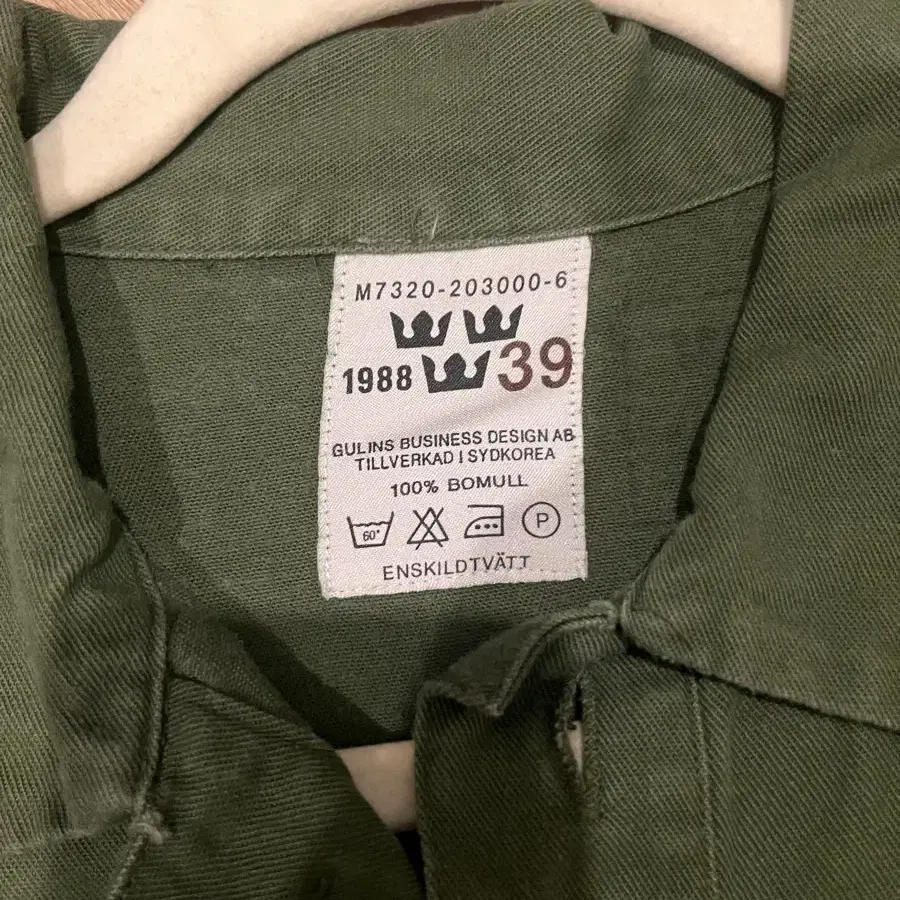 M7320-203000-6
1988 39
GULINS BUSINESS DESIGN AB
TILLVERKAD I SYDKOREA
100% BOMULL
60° P
ENSKILDTVÄTT